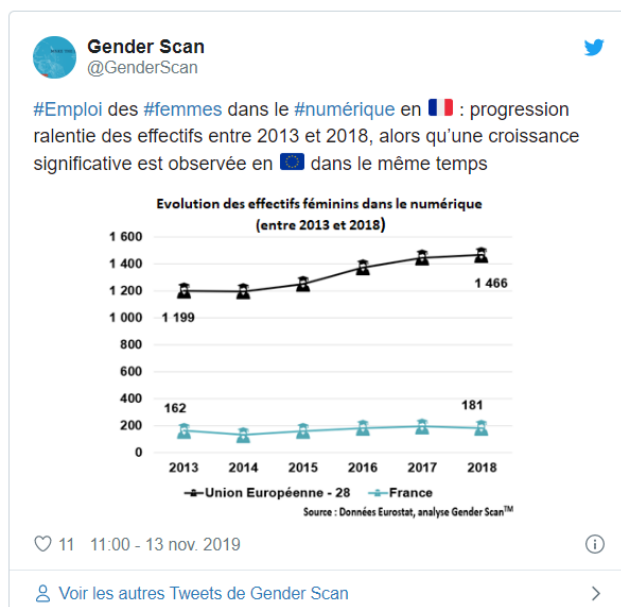 Gender Scan
@GenderScan
#Emploi des #femmes dans le #numérique en 🇫🇷 : progression
ralentie des effectifs entre 2013 et 2018, alors qu'une croissance
significative est observée en 🇪🇺 dans le même temps
Evolution des effectifs féminins dans le numérique
(entre 2013 et 2018)
1 600
1 400
1 200
1 000
800
600
400
200
0
1 199
1 466
162
181
2013 2014 2015 2016 2017 2018
Union Européenne - 28 France
Source : Données Eurostat, analyse Gender Scan™
11 11:00 - 13 nov. 2019
Voir les autres Tweets de Gender Scan